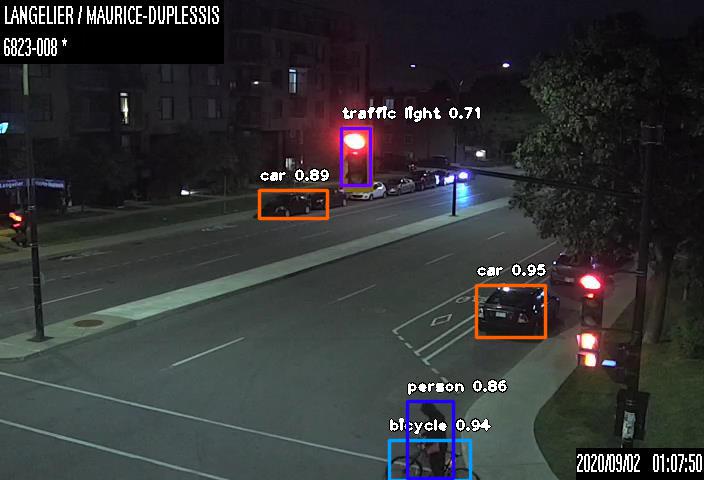 LANGELIER / MAURICE-DUPLESSIS
6823-008 *
traffic light 0.71
car 0.89
Langelier
car 0.95
person 0.86
bicycle 0.94
2020/09/02 01:07:50